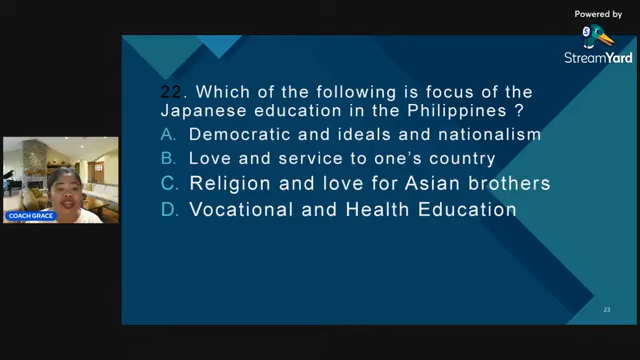 Powered by
StreamYard
22. Which of the following is focus of the
Japanese education in the Philippines ?
A. Democratic and ideals and nationalism
B. Love and service to one's country
C. Religion and love for Asian brothers
D. Vocational and Health Education
COACH GRACE
23